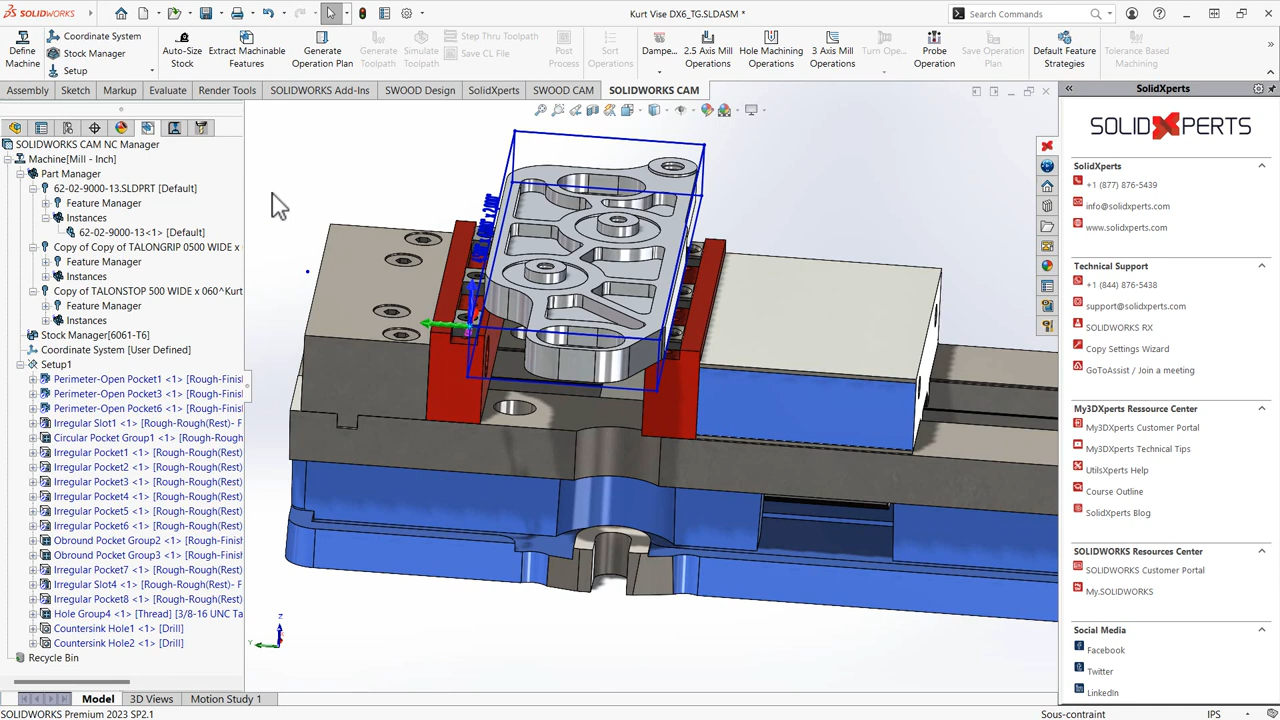 SOLIDWORKS
Kurt Vise DX6_TG.SLDASM *
Search Commands
Define Machine
Coordinate System
Stock Manager
Setup
Auto-Size Stock
Extract Machinable Features
Generate Operation Plan
Generate Toolpath
Simulate Toolpath
Step Thru Toolpath
Save CL File
Post Process
Sort Operations
Dampe...
2.5 Axis Mill Operations
Hole Machining Operations
3 Axis Mill Operations
Turn Ope...
Probe Operation
Save Operation Plan
Default Feature Strategies
Tolerance Based Machining
Assembly
Sketch
Markup
Evaluate
Render Tools
SOLIDWORKS Add-Ins
SWOOD Design
SolidXperts
SWOOD CAM
SOLIDWORKS CAM
SOLIDWORKS CAM NC Manager
Machine[Mill - Inch]
Part Manager
62-02-9000-13.SLDPRT [Default]
Feature Manager
Instances
62-02-9000-13<1> [Default]
Copy of Copy of TALONGRIP 0500 WIDE x
Feature Manager
Instances
Copy of TALONSTOP 500 WIDE x 060^Kurt
Feature Manager
Instances
Stock Manager[6061-T6]
Coordinate System [User Defined]
Setup1
Perimeter-Open Pocket1 <1> [Rough-Finish
Perimeter-Open Pocket3 <1> [Rough-Finish
Perimeter-Open Pocket6 <1> [Rough-Finish
Irregular Slot1 <1> [Rough-Rough(Rest)- F
Circular Pocket Group1 <1> [Rough-Rough
Irregular Pocket1 <1> [Rough-Rough(Rest)
Irregular Pocket2 <1> [Rough-Rough(Rest)
Irregular Pocket3 <1> [Rough-Rough(Rest)
Irregular Pocket4 <1> [Rough-Rough(Rest)
Irregular Pocket5 <1> [Rough-Rough(Rest)
Irregular Pocket6 <1> [Rough-Rough(Rest)
Obround Pocket Group2 <1> [Rough-Finish
Obround Pocket Group3 <1> [Rough-Finish
Irregular Pocket7 <1> [Rough-Rough(Rest)
Irregular Slot4 <1> [Rough-Rough(Rest)- F
Irregular Pocket8 <1> [Rough-Rough(Rest)
Hole Group4 <1> [Thread] [3/8-16 UNC Ta
Countersink Hole1 <1> [Drill]
Countersink Hole2 <1> [Drill]
Recycle Bin
Z
Y
Model
3D Views
Motion Study 1
SOLIDWORKS Premium 2023 SP2.1
Sous-constraint
IPS
SolidXperts
SOLIDXPERTS
SolidXperts
+1 (877) 876-5439
info@solidxperts.com
www.solidxperts.com
Technical Support
+1 (844) 876-5438
support@solidxperts.com
SOLIDWORKS RX
Copy Settings Wizard
GoToAssist / Join a meeting
My3DXperts Ressource Center
My3DXperts Customer Portal
My3DXperts Technical Tips
UtilsXperts Help
Course Outline
SolidXperts Blog
SOLIDWORKS Resources Center
SOLIDWORKS Customer Portal
My.SOLIDWORKS
Social Media
Facebook
Twitter
LinkedIn